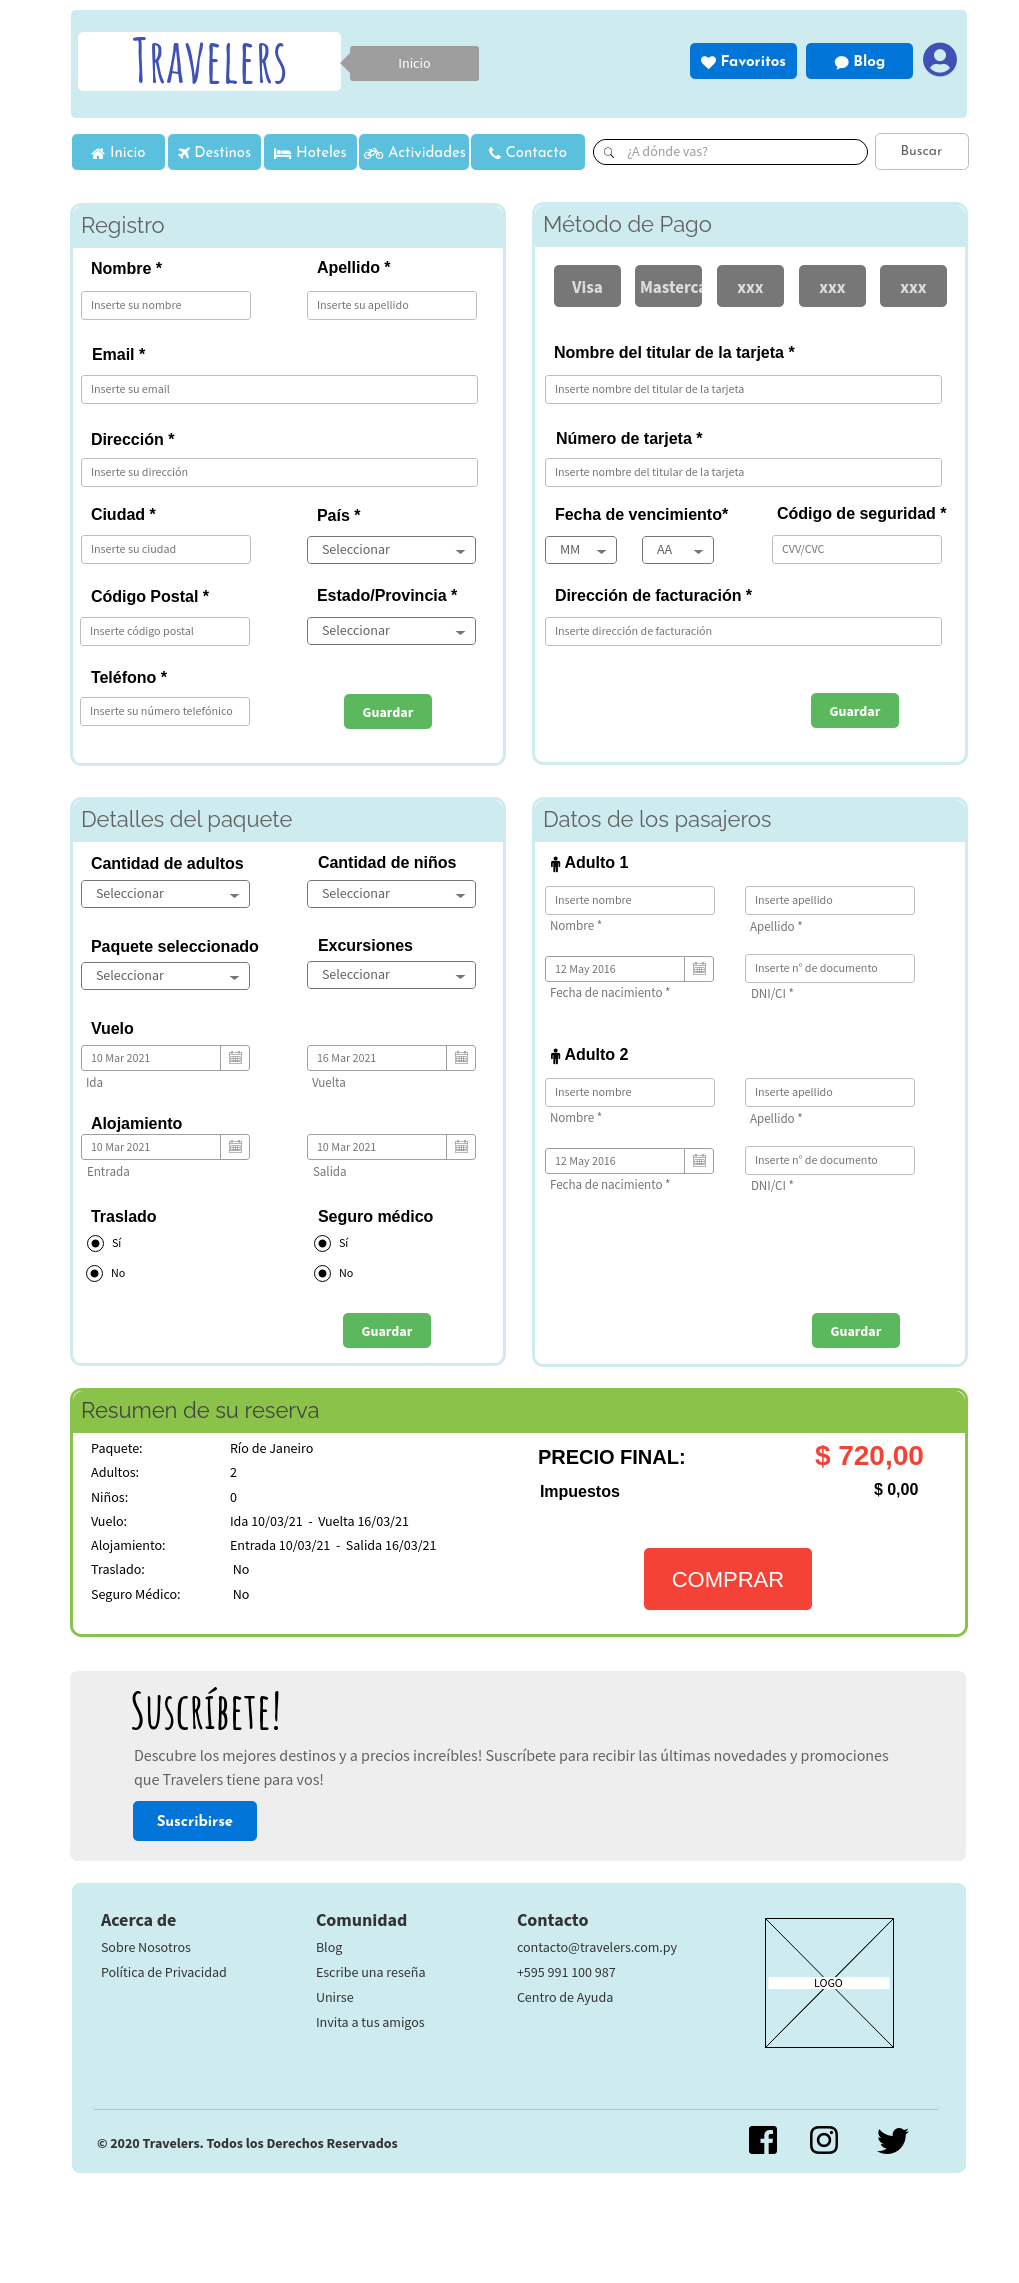 Travelers
Inicio
Favoritos
Blog
Inicio
Destinos
Hoteles
Actividades
Contacto
¿A dónde vas?
Buscar
Registro
Nombre *
Apellido *
Inserte su nombre
Inserte su apellido
Email *
Inserte su email
Dirección *
Inserte su dirección
Ciudad *
País *
Inserte su ciudad
Seleccionar
Código Postal *
Estado/Provincia *
Inserte código postal
Seleccionar
Teléfono *
Inserte su número telefónico
Guardar
Método de Pago
Visa
Masterca
xxx
xxx
xxx
Nombre del titular de la tarjeta *
Inserte nombre del titular de la tarjeta
Número de tarjeta *
Inserte nombre del titular de la tarjeta
Fecha de vencimiento*
Código de seguridad *
MM
AA
CVV/CVC
Dirección de facturación *
Inserte dirección de facturación
Guardar
Detalles del paquete
Cantidad de adultos
Cantidad de niños
Seleccionar
Seleccionar
Paquete seleccionado
Excursiones
Seleccionar
Seleccionar
Vuelo
10 Mar 2021
16 Mar 2021
Ida
Vuelta
Alojamiento
10 Mar 2021
10 Mar 2021
Entrada
Salida
Traslado
Seguro médico
Sí
Sí
No
No
Guardar
Datos de los pasajeros
Adulto 1
Inserte nombre
Inserte apellido
Nombre *
Apellido *
12 May 2016
Inserte n° de documento
Fecha de nacimiento *
DNI/CI *
Adulto 2
Inserte nombre
Inserte apellido
Nombre *
Apellido *
12 May 2016
Inserte n° de documento
Fecha de nacimiento *
DNI/CI *
Guardar
Resumen de su reserva
Paquete: Río de Janeiro
Adultos: 2
Niños: 0
Vuelo: Ida 10/03/21 - Vuelta 16/03/21
Alojamiento: Entrada 10/03/21 - Salida 16/03/21
Traslado: No
Seguro Médico: No
PRECIO FINAL: $ 720,00
Impuestos $ 0,00
COMPRAR
Suscríbete!
Descubre los mejores destinos y a precios increíbles! Suscríbete para recibir las últimas novedades y promociones
que Travelers tiene para vos!
Suscribirse
Acerca de
Sobre Nosotros
Política de Privacidad
Comunidad
Blog
Escribe una reseña
Unirse
Invita a tus amigos
Contacto
contacto@travelers.com.py
+595 991 100 987
Centro de Ayuda
LOGO
© 2020 Travelers. Todos los Derechos Reservados